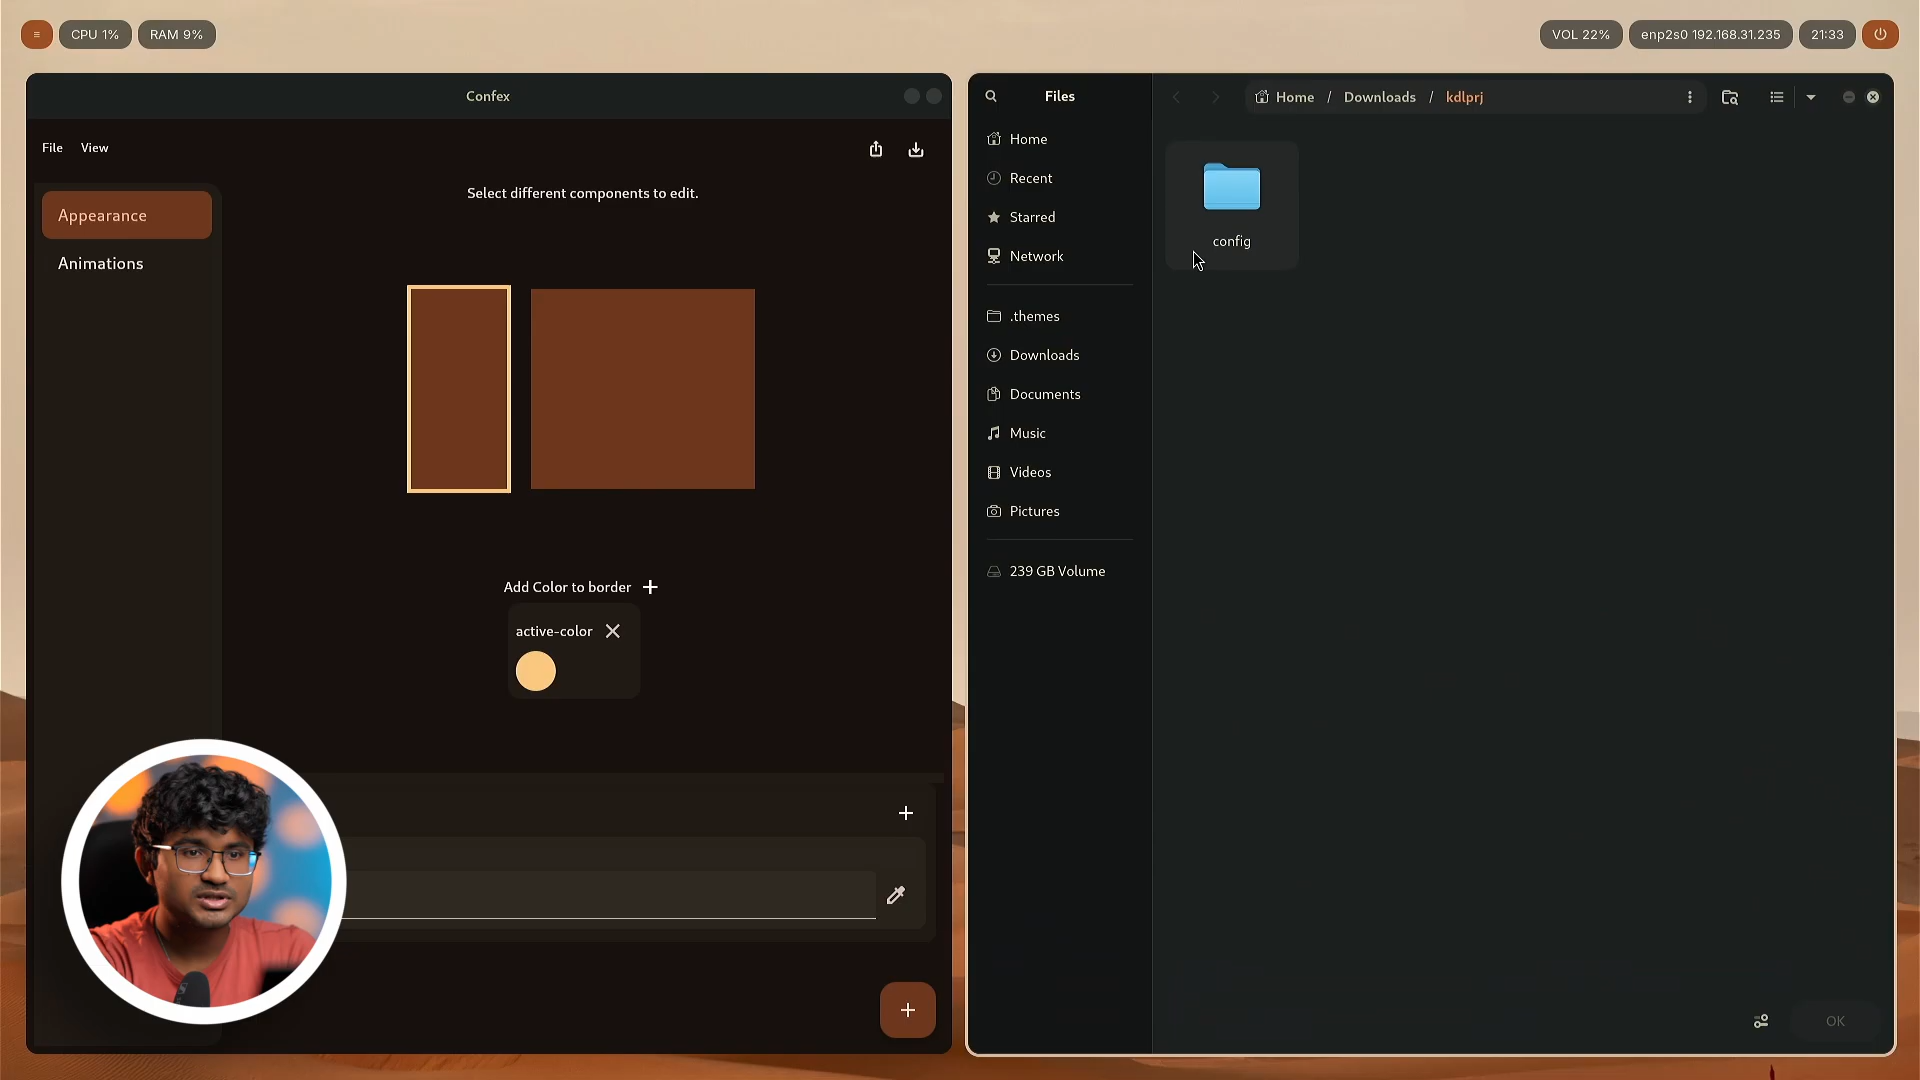 ≡ CPU 1% RAM 9% VOL 22% enp2s0 192.168.31.235 21:33
Confex
File View
Select different components to edit.
Appearance
Animations
Add Color to border
active-color
Files
Home / Downloads / kdlprj
Home
Recent
Starred
Network
.themes
Downloads
Documents
Music
Videos
Pictures
239 GB Volume
config
OK